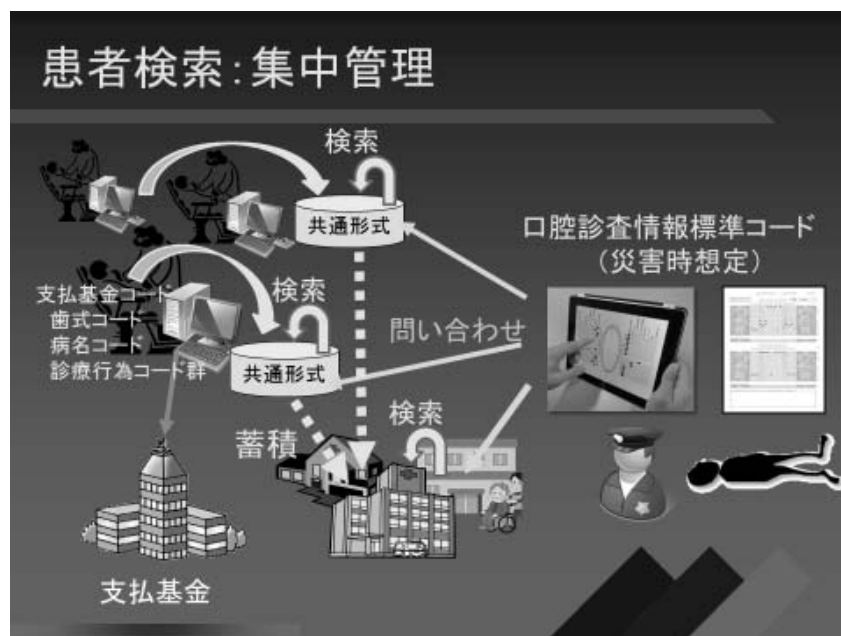 患者検索:集中管理
検索
共通形式
口腔診査情報標準コード
(災害時想定)
支払基金コード
歯式コード
病名コード
診療行為コード群
検索
共通形式
問い合わせ
検索
蓄積
支払基金